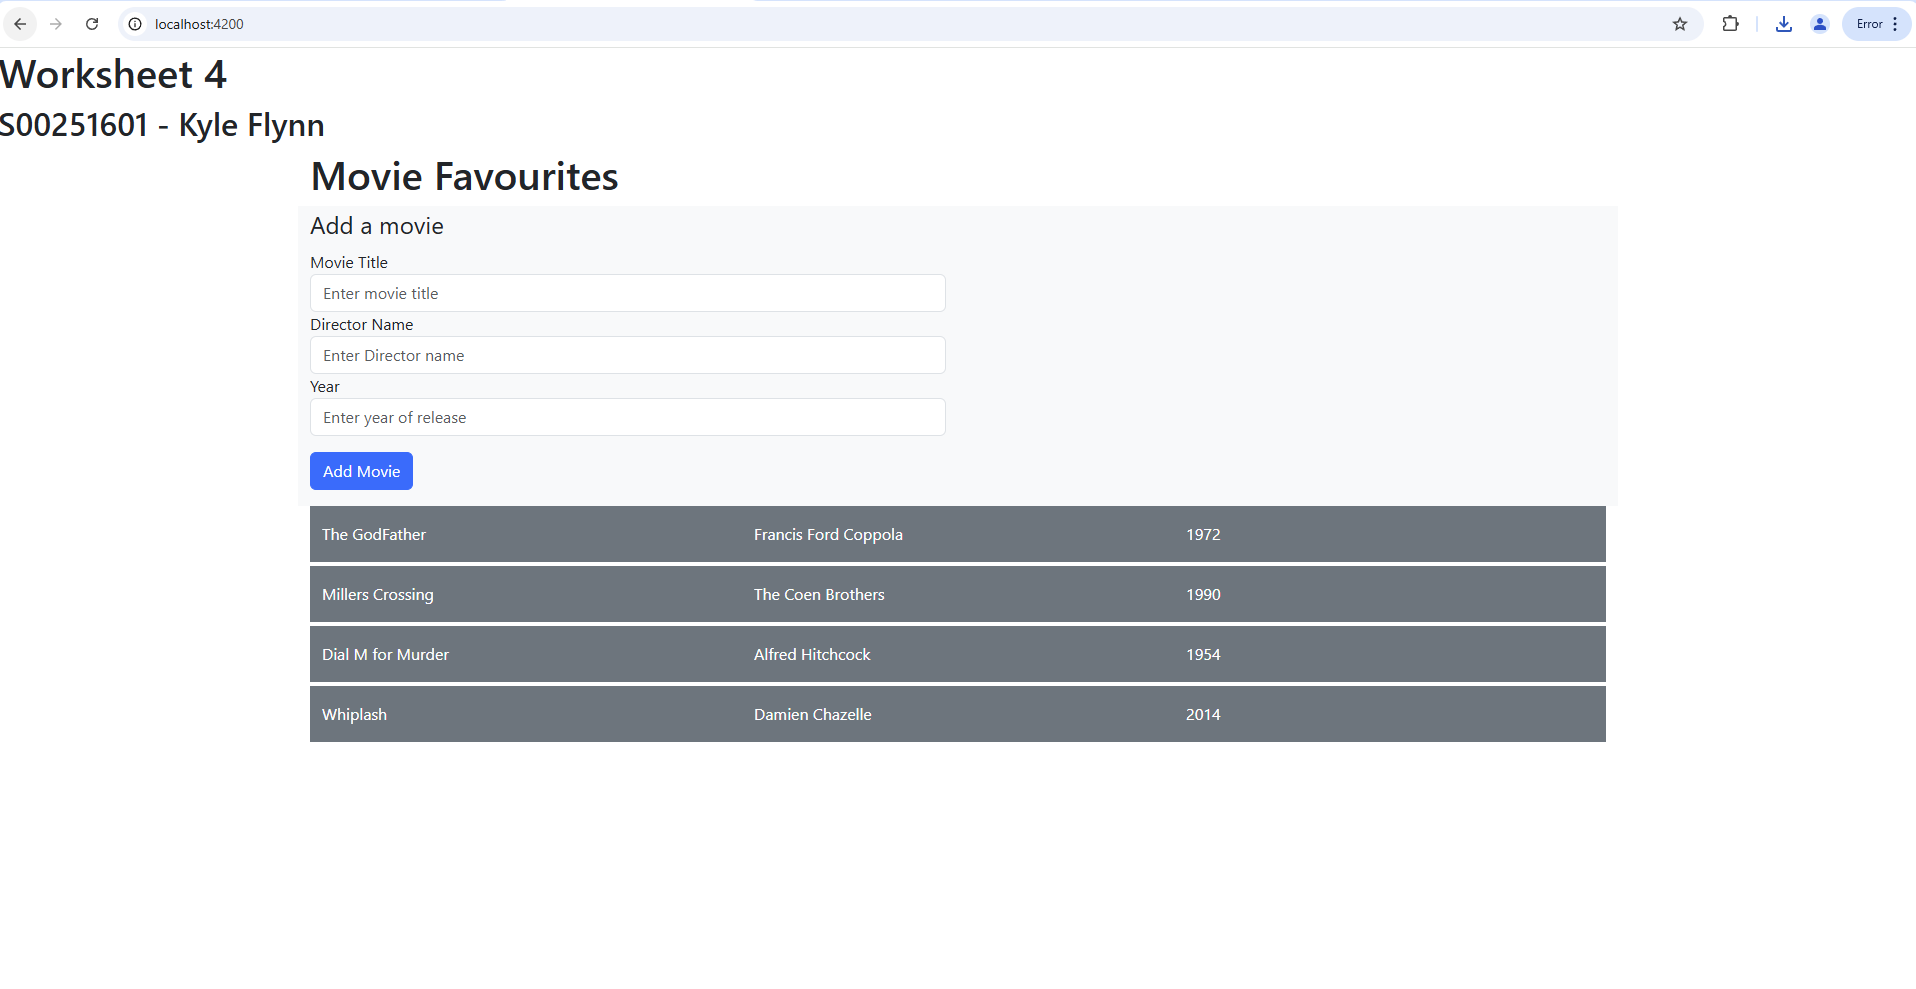 localhost:4200
Error
Worksheet 4
S00251601 - Kyle Flynn
Movie Favourites
Add a movie
Movie Title
Enter movie title
Director Name
Enter Director name
Year
Enter year of release
Add Movie
The GodFather Francis Ford Coppola 1972
Millers Crossing The Coen Brothers 1990
Dial M for Murder Alfred Hitchcock 1954
Whiplash Damien Chazelle 2014